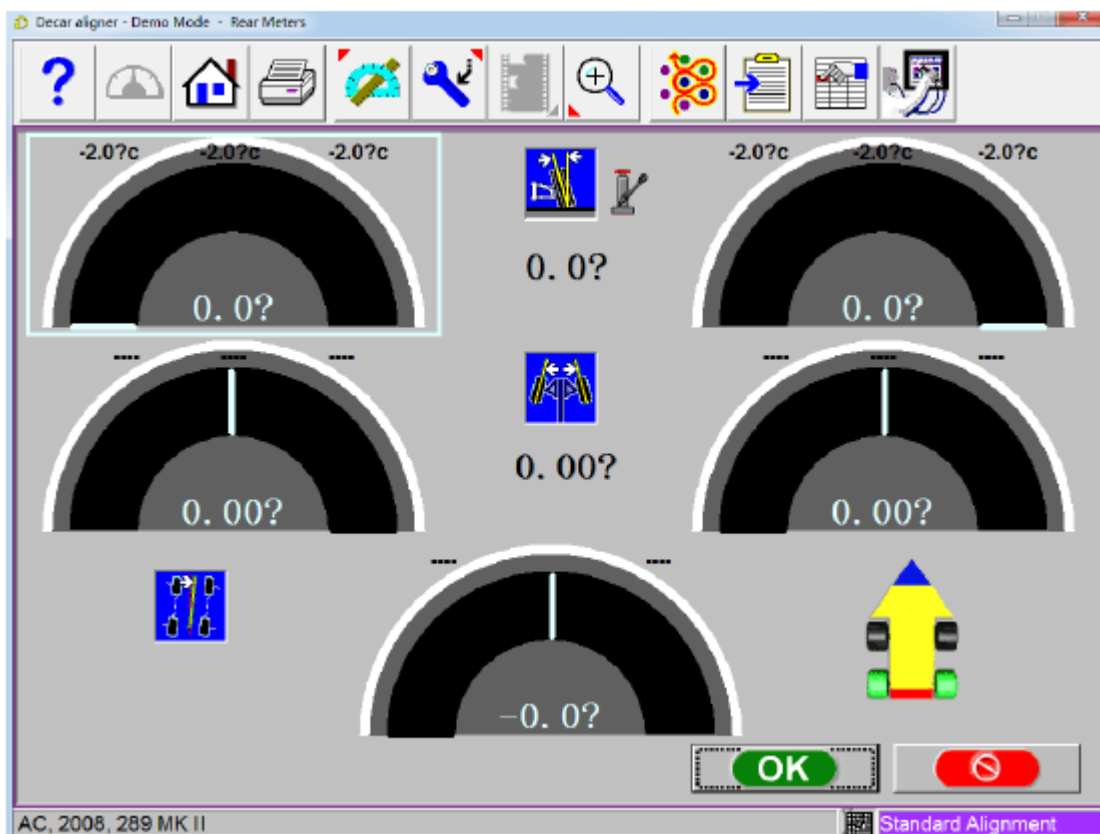 Decar aligner - Demo Mode - Rear Meters
?
-2.0?c -2.0?c -2.0?c
-2.0?c -2.0?c -2.0?c
0.0?
0.0?
0.0?
---- ---- ----
---- ---- ----
0.00?
0.00?
0.00?
---- ----
-0.0?
OK
AC, 2008, 289 MK II
Standard Alignment